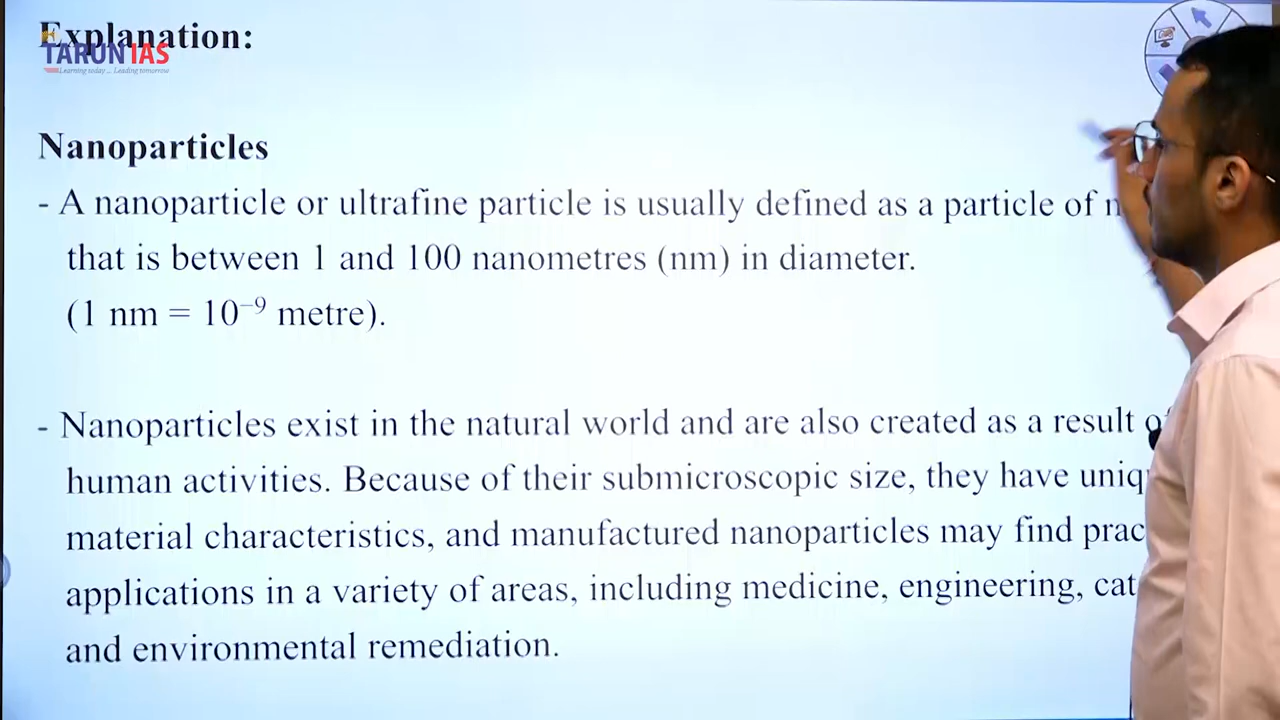 Explanation:
TARUN IAS
Learning today ... Leading tomorrow
Nanoparticles
- A nanoparticle or ultrafine particle is usually defined as a particle of
that is between 1 and 100 nanometres (nm) in diameter.
(1 nm = 10⁻⁹ metre).
- Nanoparticles exist in the natural world and are also created as a result of
human activities. Because of their submicroscopic size, they have
material characteristics, and manufactured nanoparticles may find
applications in a variety of areas, including medicine, engineering,
and environmental remediation.